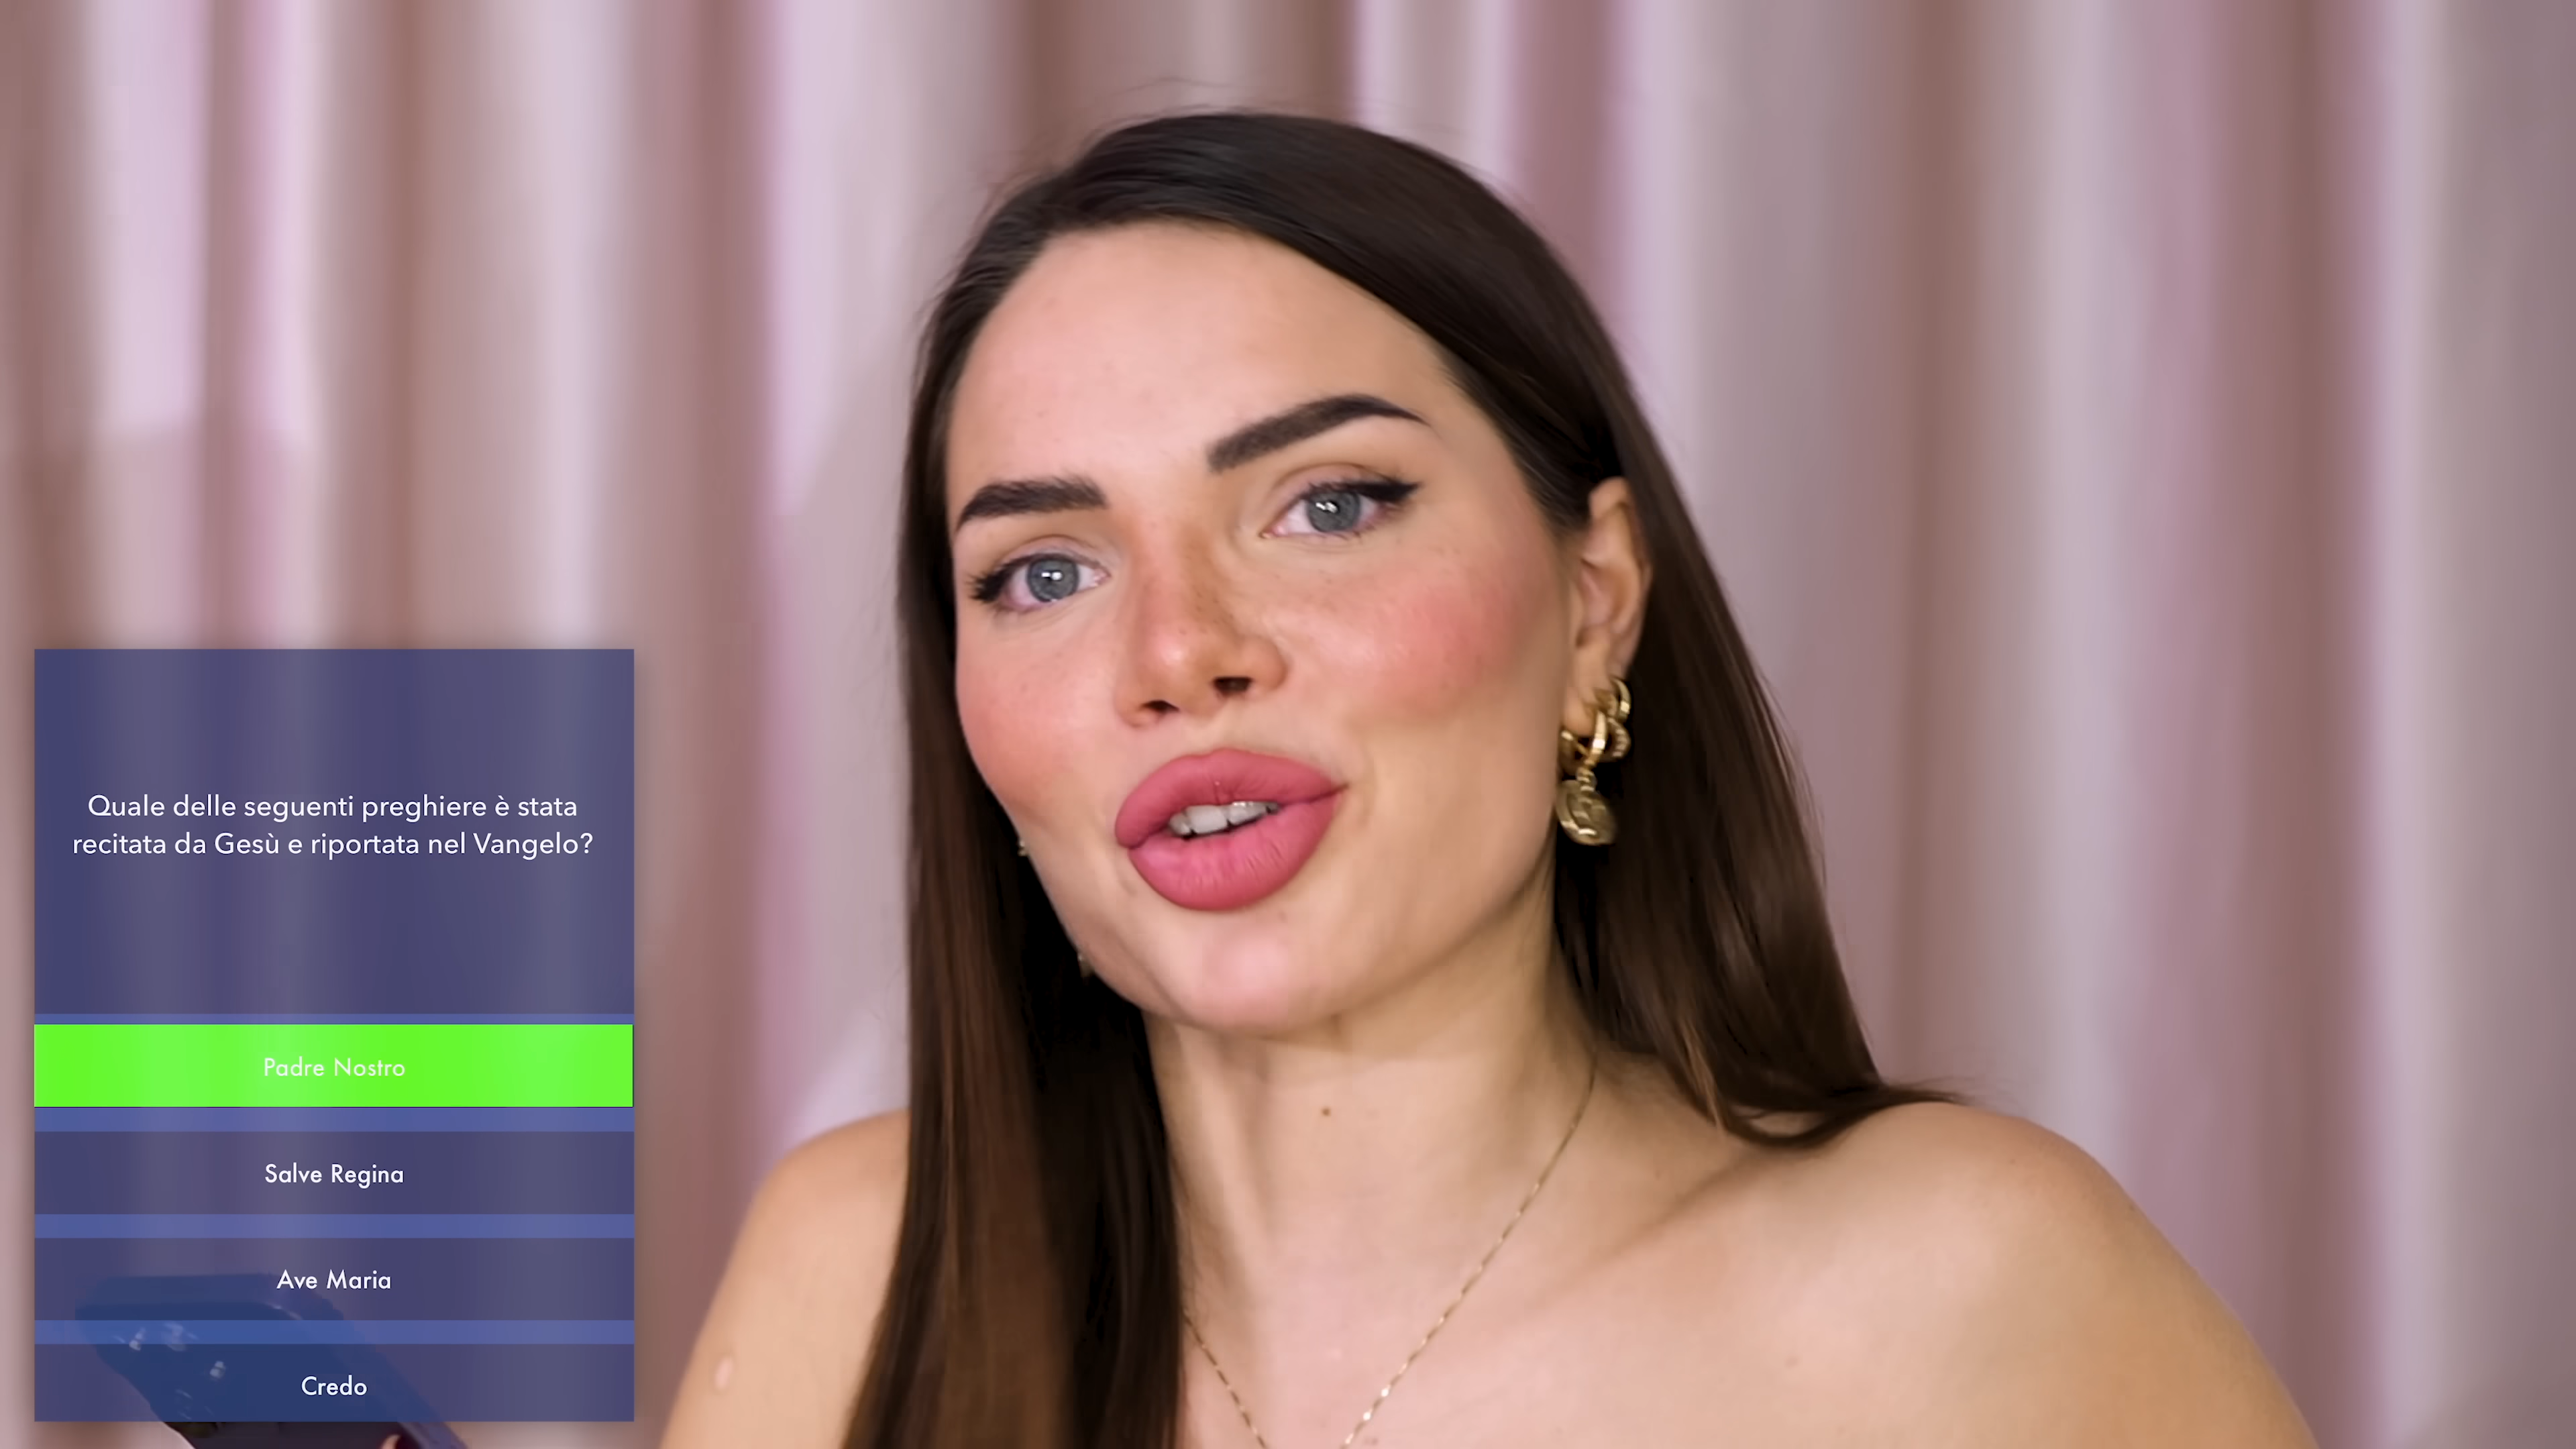 Quale delle seguenti preghiere è stata
recitata da Gesù e riportata nel Vangelo?
Padre Nostro
Salve Regina
Ave Maria
Credo